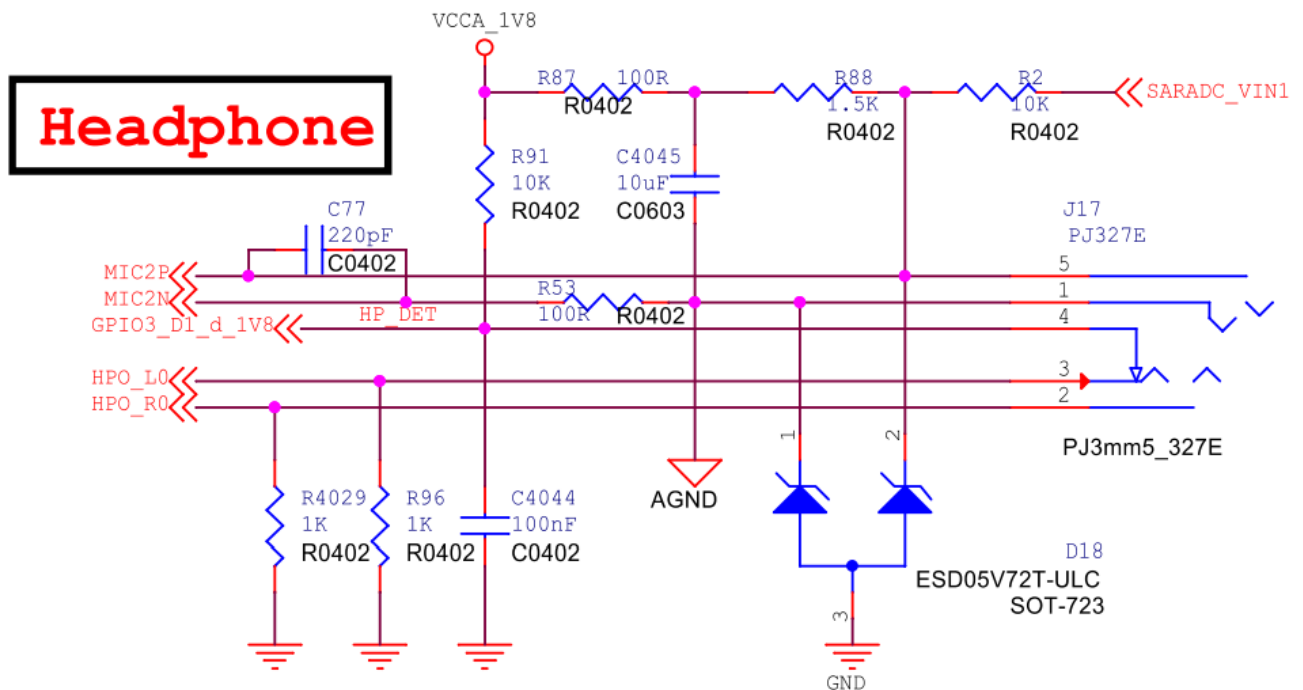 VCCA_1V8
Headphone
R87 100R
R0402
R88
1.5K
R0402
R2
10K
R0402
SARADC_VIN1
R91
10K
R0402
C4045
10uF
C0603
C77
220pF
C0402
J17
PJ327E
MIC2P
MIC2N
GPIO3_D1_d_1V8
HP_DET
R53
100R
R0402
5
1
4
3
2
HPO_L0
HPO_R0
PJ3mm5_327E
R4029
1K
R0402
R96
1K
R0402
C4044
100nF
C0402
AGND
1
2
D18
ESD05V72T-ULC
SOT-723
3
GND